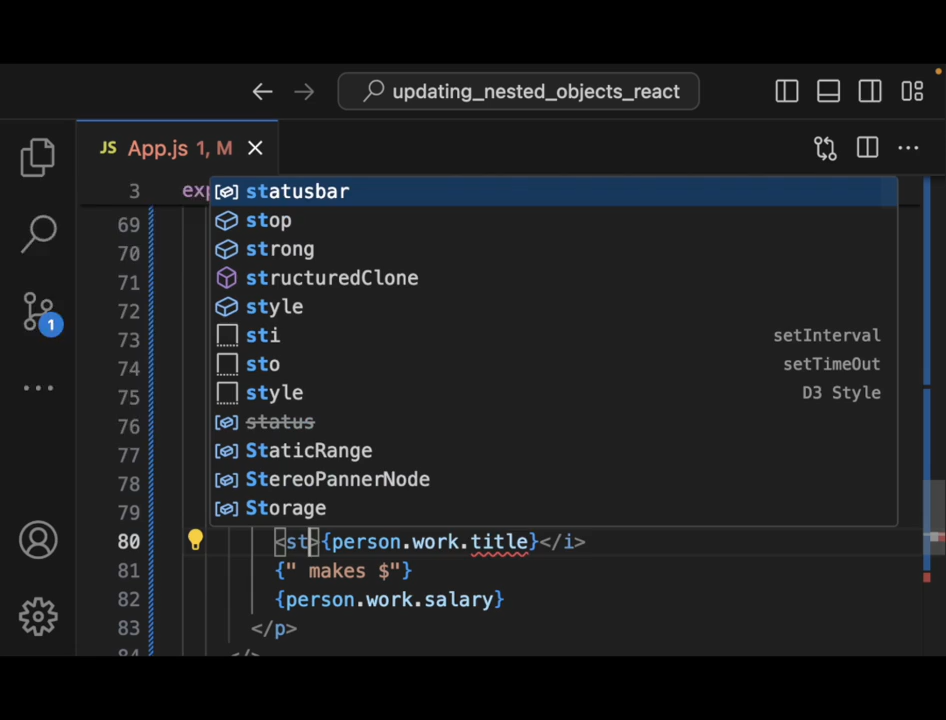 updating_nested_objects_react
JS App.js 1, M
3 exp
statusbar
69
stop
70 strong
71 structuredClone
72 style
73 sti setInterval
74 sto setTimeOut
75 style D3 Style
76 status
77 StaticRange
78 StereoPannerNode
79 Storage
80 <st>{person.work.title}</i>
81 {" makes $"}
82 {person.work.salary}
83 </p>
84 </>
1